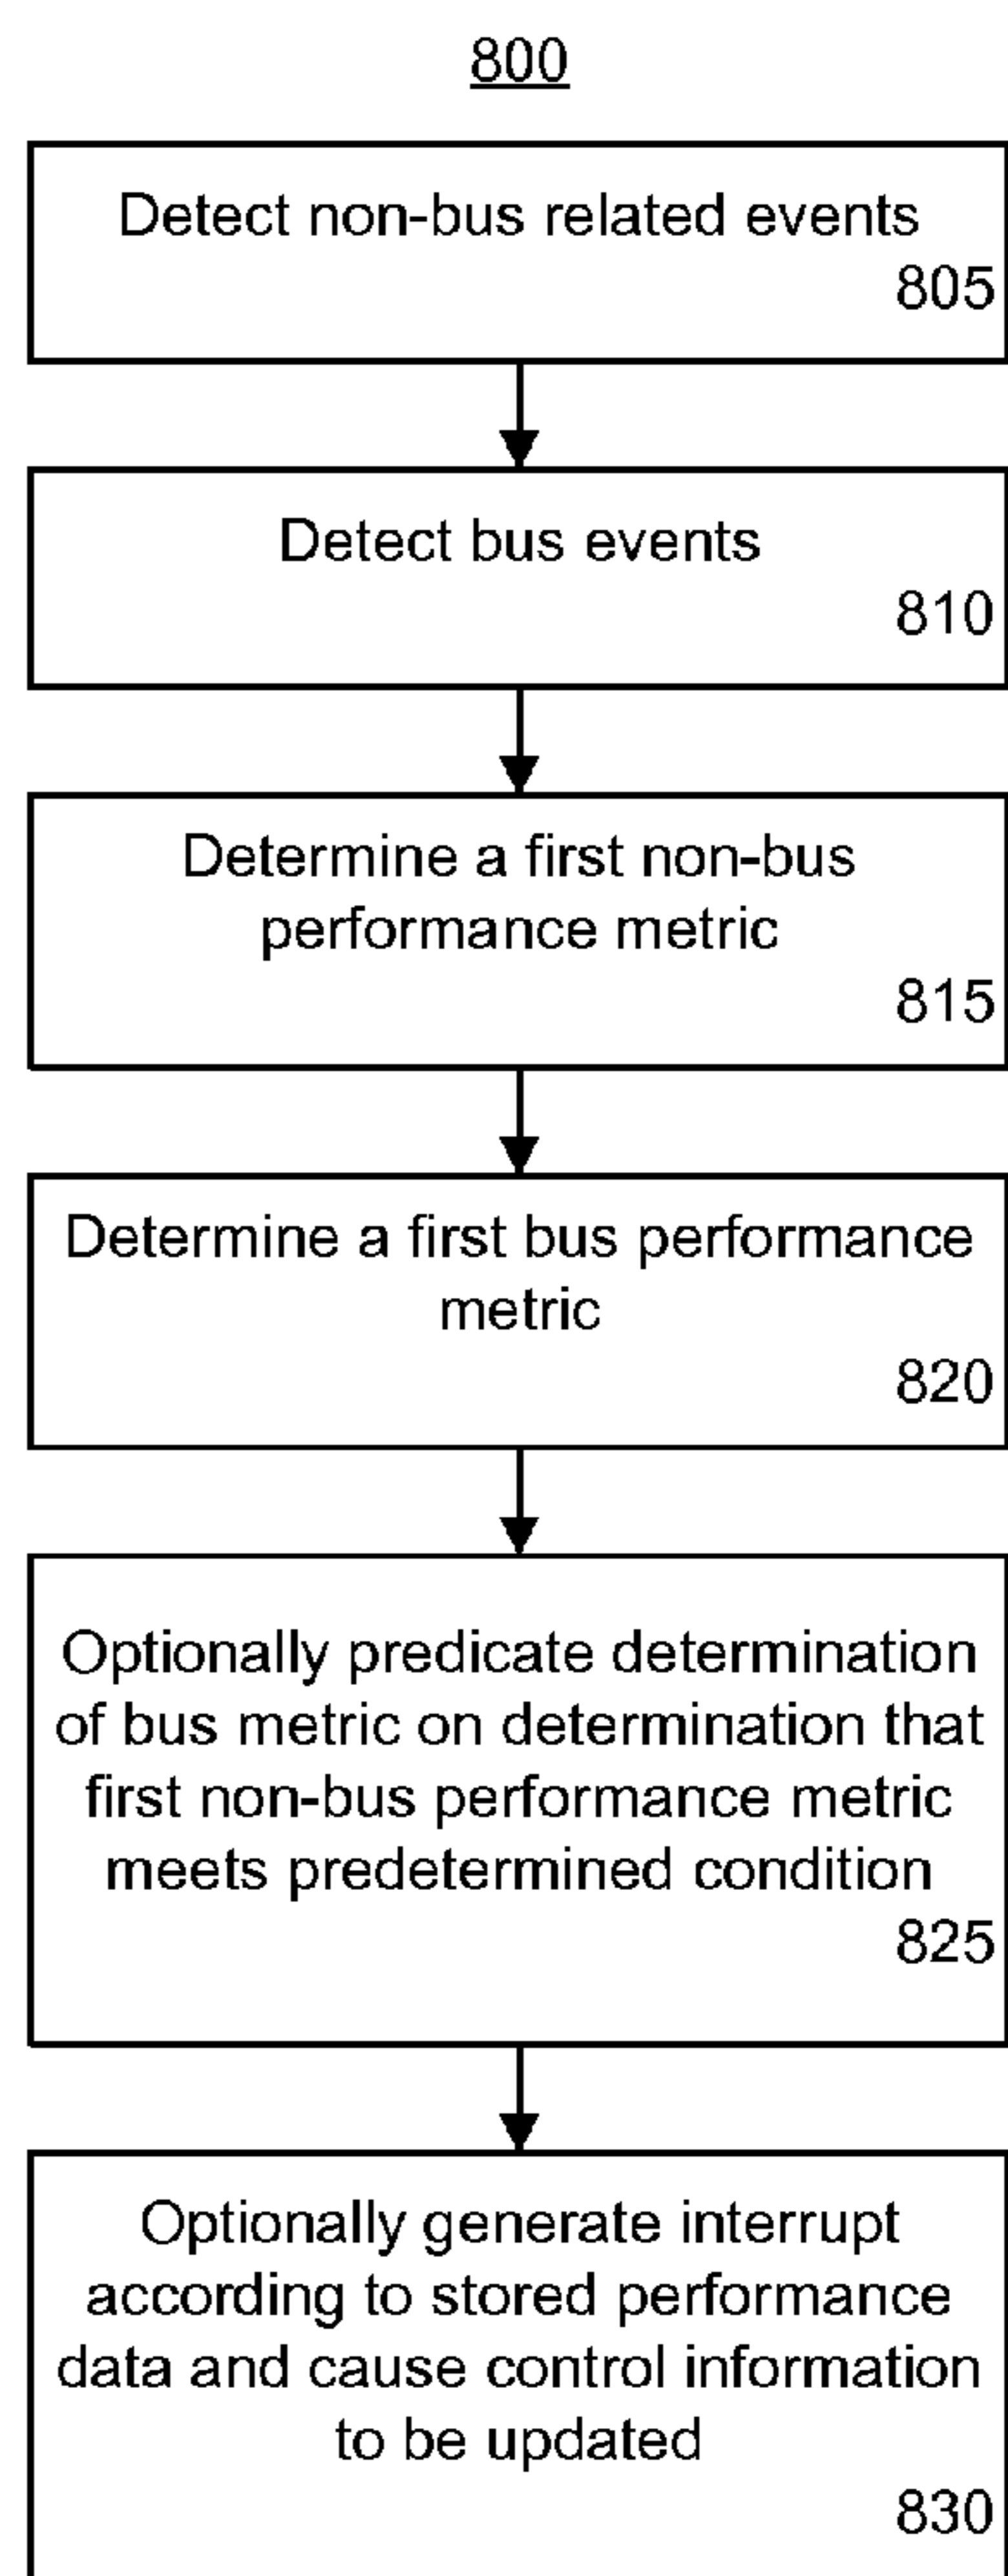 800
Detect non-bus related events
805
Detect bus events
810
Determine a first non-bus
performance metric
815
Determine a first bus performance
metric
820
Optionally predicate determination
of bus metric on determination that
first non-bus performance metric
meets predetermined condition
825
Optionally generate interrupt
according to stored performance
data and cause control information
to be updated
830